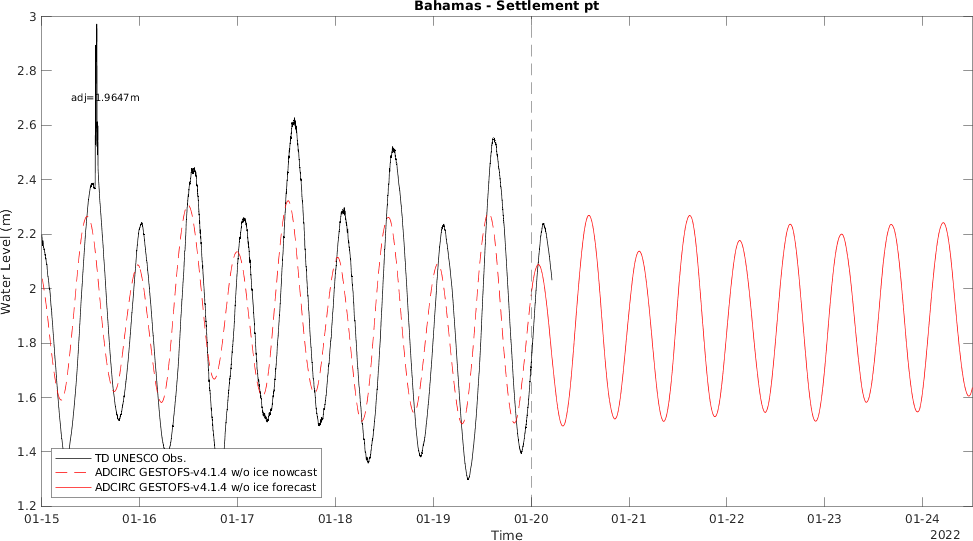 Bahamas - Settlement pt
3
2.8
adj=1.9647m
2.6
2.4
2.2
2
1.8
1.6
1.4
1.2
Water Level (m)
TD UNESCO Obs.
ADCIRC GESTOFS-v4.1.4 w/o ice nowcast
ADCIRC GESTOFS-v4.1.4 w/o ice forecast
01-15 01-16 01-17 01-18 01-19 01-20 01-21 01-22 01-23 01-24
Time
2022